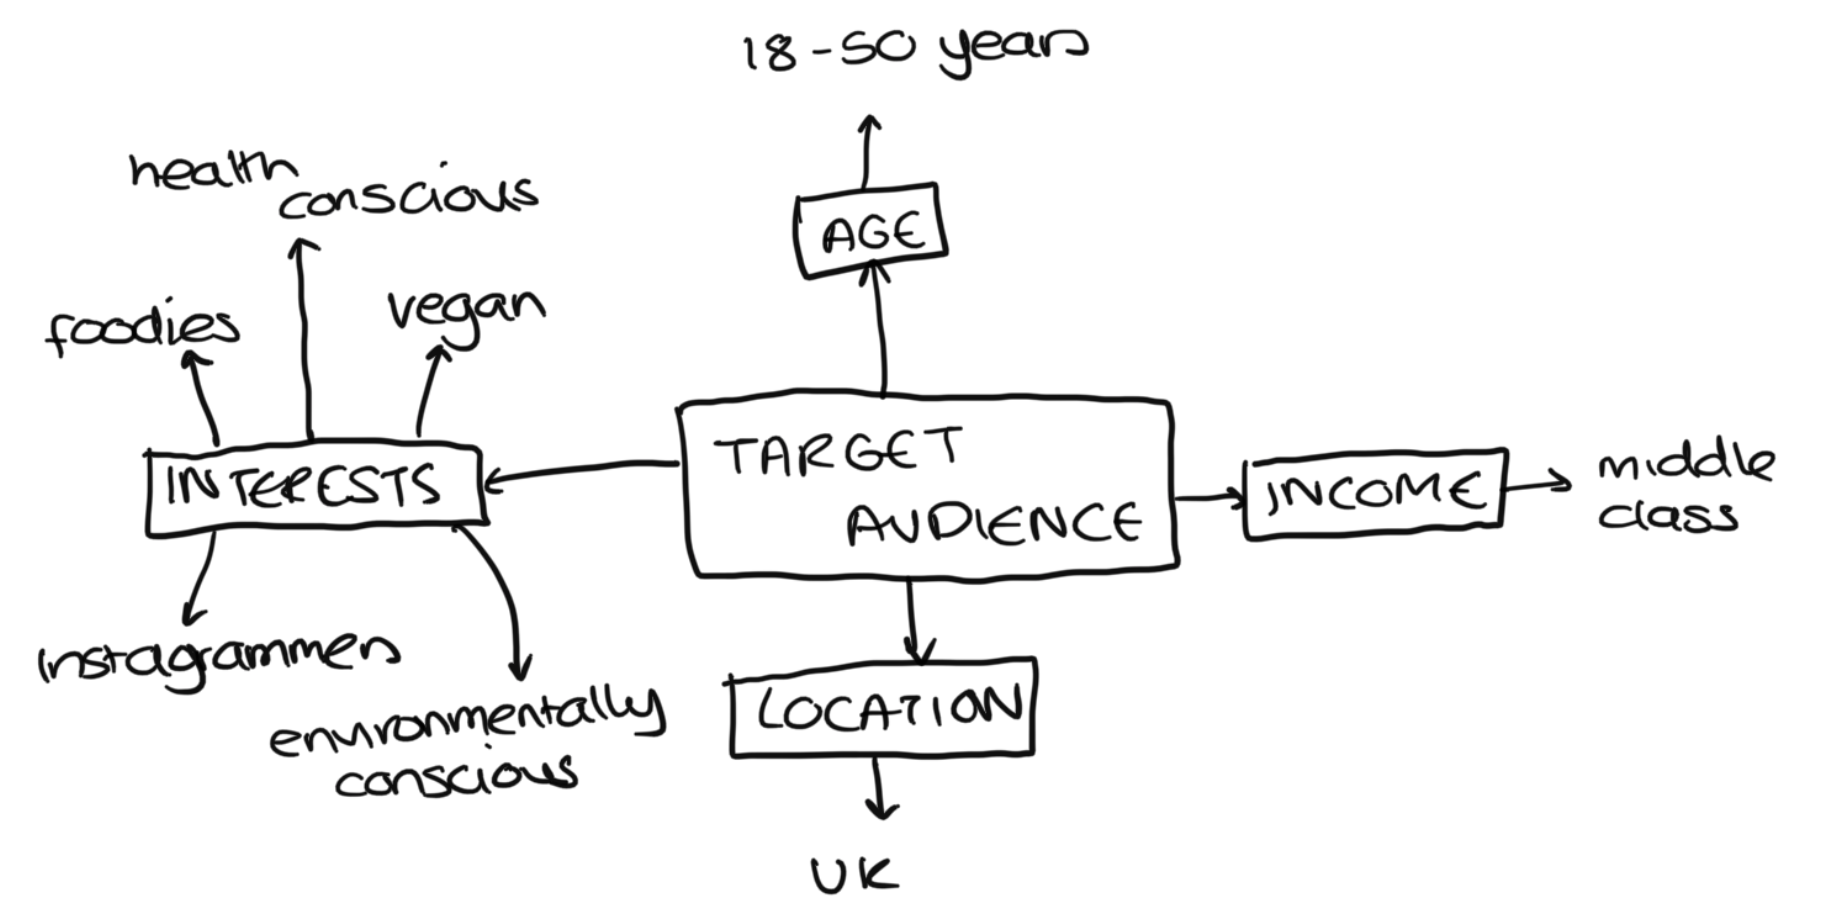 18-50 years
health
conscious
AGE
vegan
foodies
TARGET
AUDIENCE
INTERESTS
INCOME
middle
class
instagrammers
LOCATION
environmentally
conscious
UK